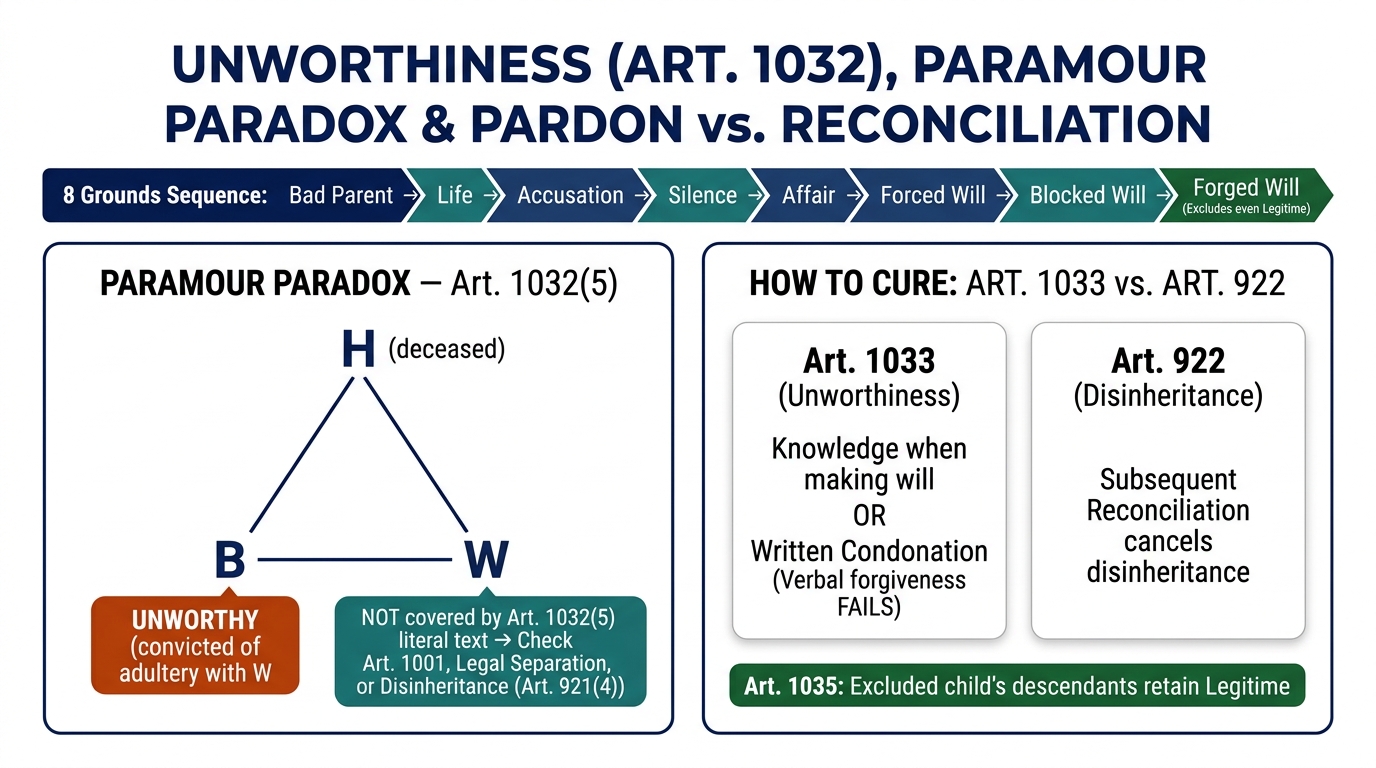 UNWORTHINESS (ART. 1032), PARAMOUR
PARADOX & PARDON vs. RECONCILIATION
8 Grounds Sequence: Bad Parent → Life → Accusation → Silence → Affair → Forced Will → Blocked Will → Forged Will
(Excludes even Legitime)
PARAMOUR PARADOX – Art. 1032(5)
H (deceased)
B
W
UNWORTHY
(convicted of
adultery with W
NOT covered by Art. 1032(5)
literal text → Check
Art. 1001, Legal Separation,
or Disinheritance (Art. 921(4))
HOW TO CURE: ART. 1033 vs. ART. 922
Art. 1033
(Unworthiness)
Knowledge when
making will
OR
Written Condonation
(Verbal forgiveness
FAILS)
Art. 922
(Disinheritance)
Subsequent
Reconciliation
cancels
disinheritance
Art. 1035: Excluded child's descendants retain Legitime